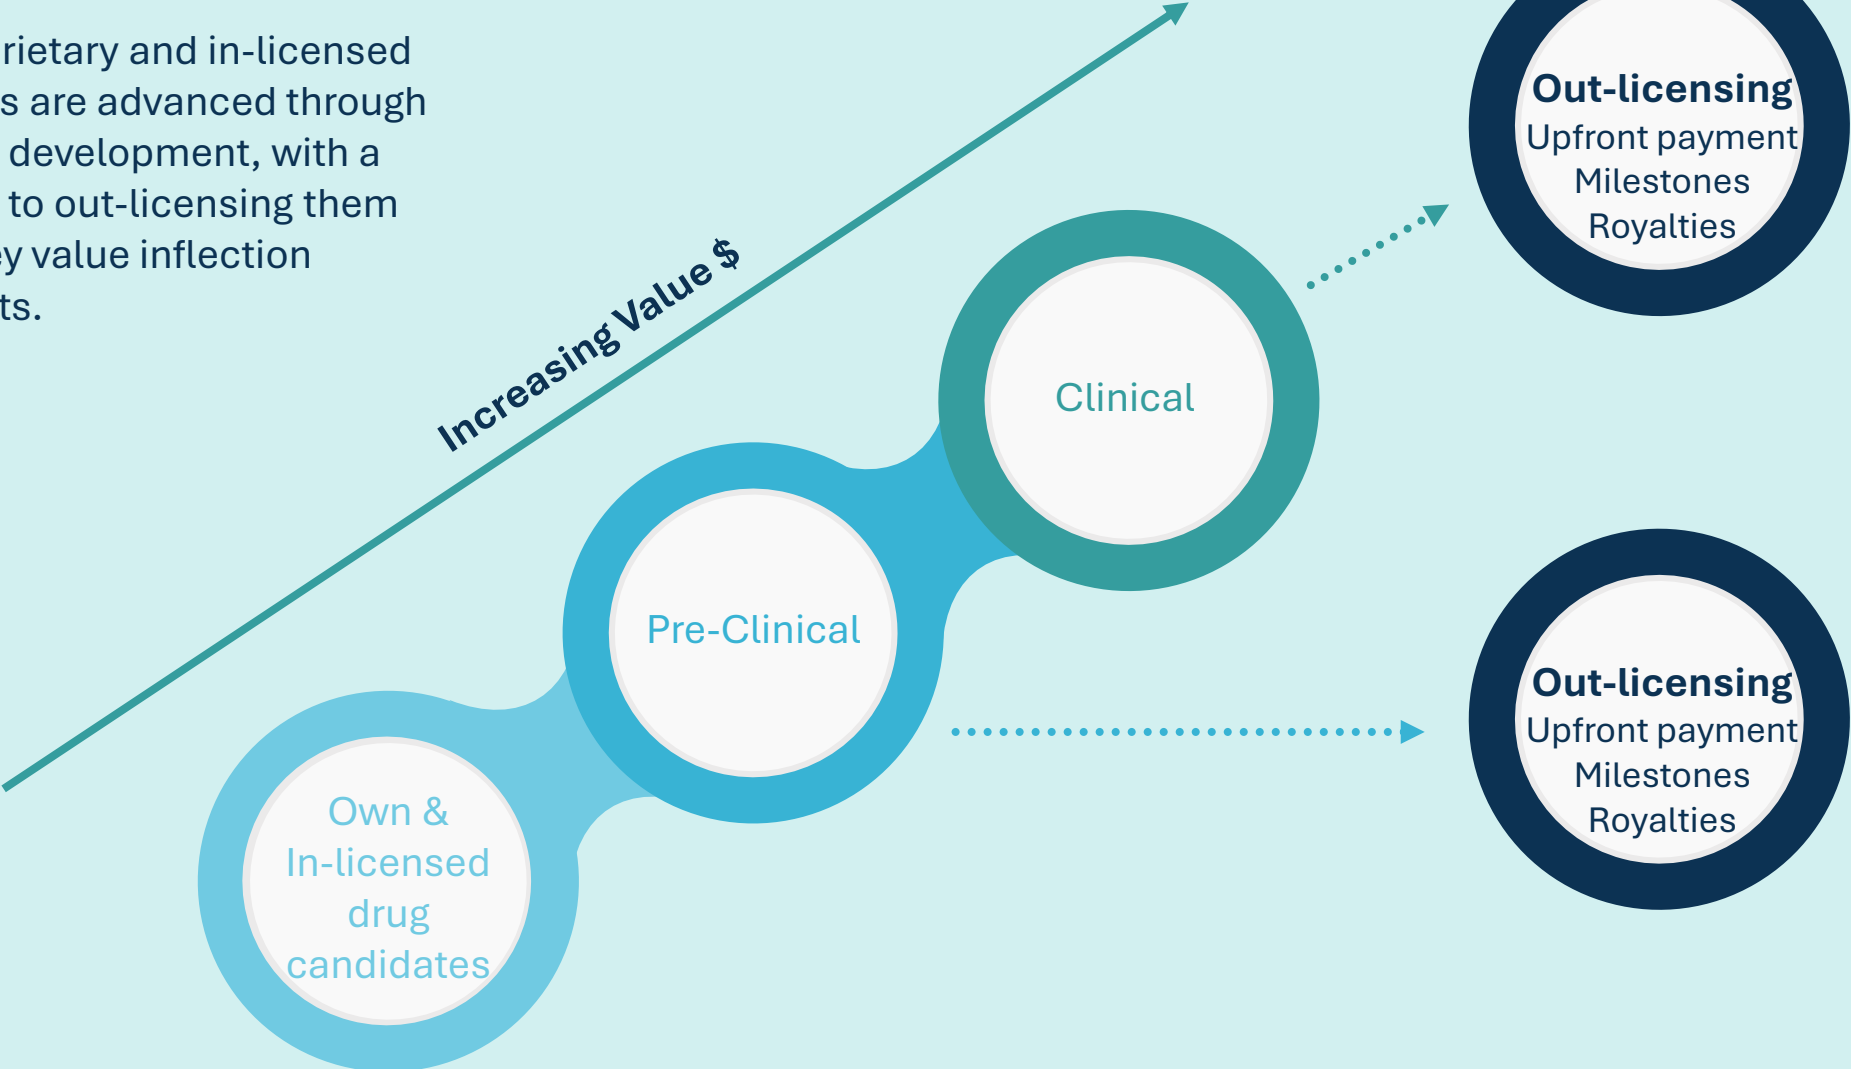 rietary and in-licensed
s are advanced through
development, with a
to out-licensing them
y value inflection
ts.
Increasing Value $
Out-licensing
Upfront payment
Milestones
Royalties
Clinical
Pre-Clinical
Out-licensing
Upfront payment
Milestones
Royalties
Own &
In-licensed
drug
candidates